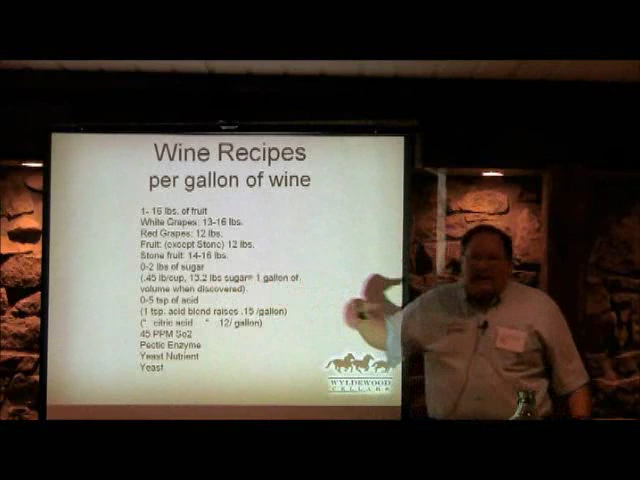 Wine Recipes
per gallon of wine
1- 16 lbs. of fruit
White Grapes: 13-16 lbs.
Red Grapes: 12 lbs.
Fruit: (except Stone) 12 lbs.
Stone fruit: 14-16 lbs.
0-2 lbs of sugar
(.45 lb/cup, 13.2 lbs sugar= 1 gallon of
volume when discovered).
0-5 tsp of acid
(1 tsp. acid blend raises .15 /gallon)
(" citric acid " .12/ gallon)
45 PPM So2
Pectic Enzyme
Yeast Nutrient
Yeast
WYLDEWOOD
CELLARS